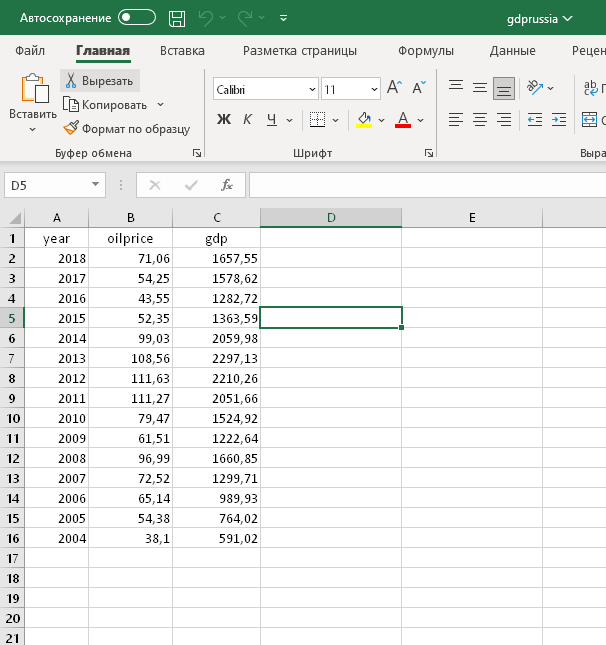 Автосохранение gdprussia
Файл Главная Вставка Разметка страницы Формулы Данные Рецен
Вставить
Вырезать
Копировать
Формат по образцу
Буфер обмена
Calibri 11 A A
Ж К Ч А
Шрифт
ab
Выра
D5 fx
A B C D E
1 year oilprice gdp
2 2018 71,06 1657,55
3 2017 54,25 1578,62
4 2016 43,55 1282,72
5 2015 52,35 1363,59
6 2014 99,03 2059,98
7 2013 108,56 2297,13
8 2012 111,63 2210,26
9 2011 111,27 2051,66
10 2010 79,47 1524,92
11 2009 61,51 1222,64
12 2008 96,99 1660,85
13 2007 72,52 1299,71
14 2006 65,14 989,93
15 2005 54,38 764,02
16 2004 38,1 591,02
17
18
19
20
21